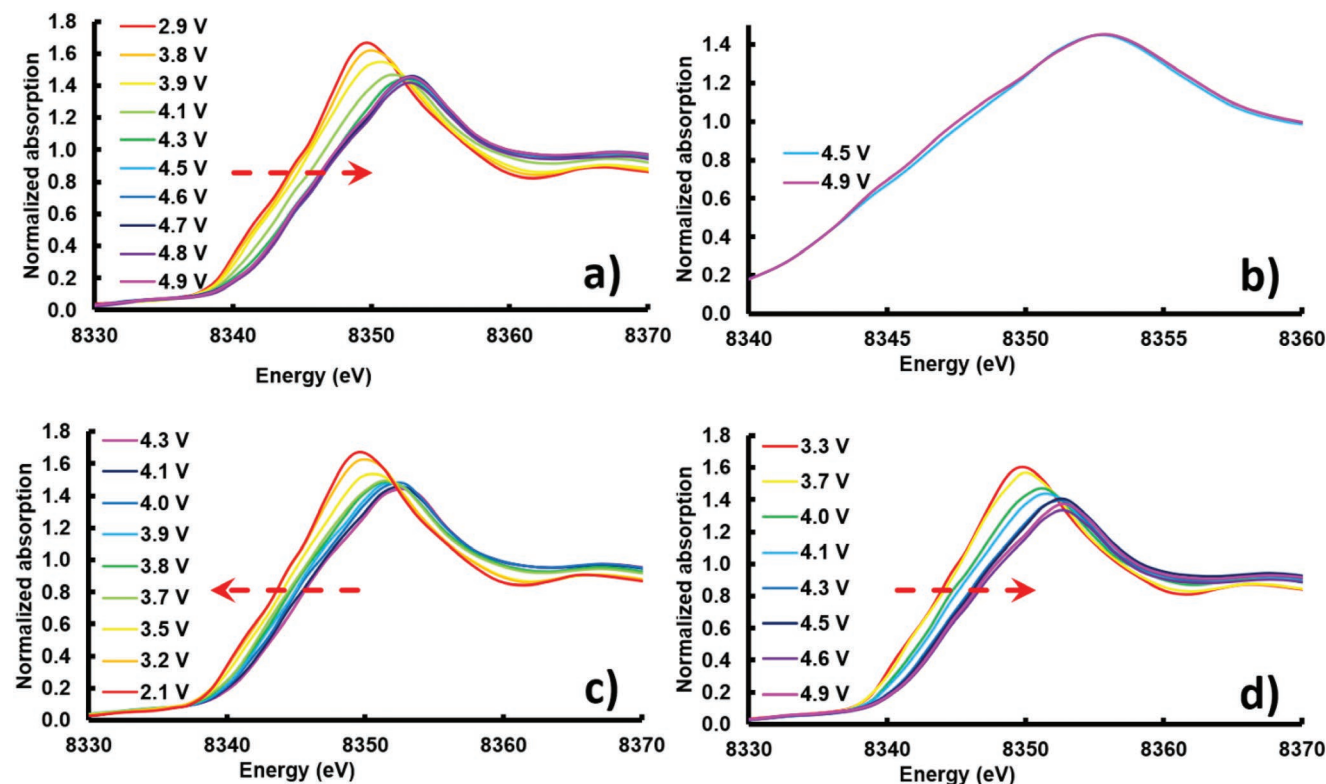 1.8
1.6
1.4
1.2
1.0
0.8
0.6
0.4
0.2
0.0
Normalized absorption
2.9 V
3.8 V
3.9 V
4.1 V
4.3 V
4.5 V
4.6 V
4.7 V
4.8 V
4.9 V
a)
8330 8340 8350 8360 8370
Energy (eV)
1.4
1.2
1.0
0.8
0.6
0.4
0.2
0.0
Normalized absorption
4.5 V
4.9 V
b)
8340 8345 8350 8355 8360
Energy (eV)
1.8
1.6
1.4
1.2
1.0
0.8
0.6
0.4
0.2
0.0
Normalized absorption
4.3 V
4.1 V
4.0 V
3.9 V
3.8 V
3.7 V
3.5 V
3.2 V
2.1 V
c)
8330 8340 8350 8360 8370
Energy (eV)
1.8
1.6
1.4
1.2
1.0
0.8
0.6
0.4
0.2
0.0
Normalized absorption
3.3 V
3.7 V
4.0 V
4.1 V
4.3 V
4.5 V
4.6 V
4.9 V
d)
8330 8340 8350 8360 8370
Energy (eV)